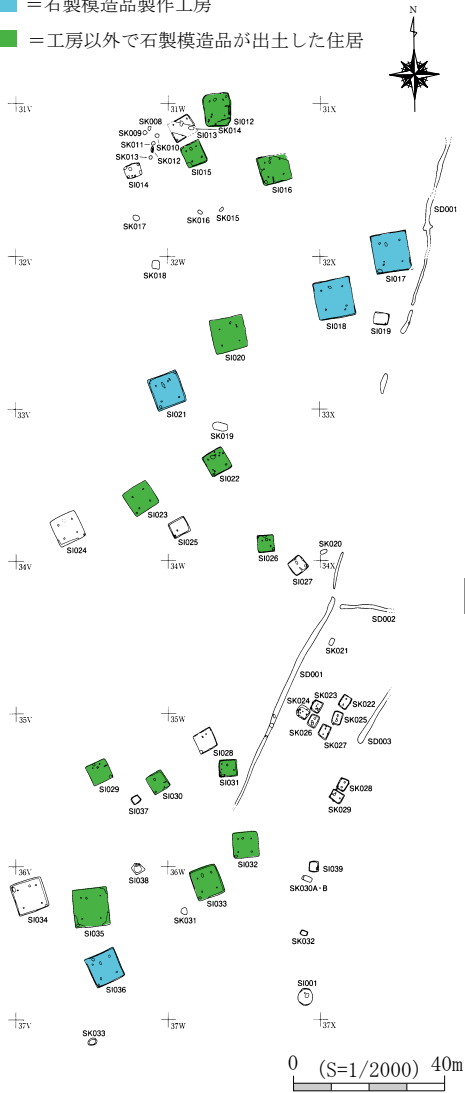 ＝石製模造品製作工房
＝工房以外で石製模造品が出土した住居
N
31V
31W
31X
SK008
SI012
SK009
SI013
SK014
SK011
SK010
SK013
SK012
SI015
SI014
SI016
SK017
SK016
SK015
SD001
32V
32W
32X
SK018
SI017
SI018
SI019
SI020
SI021
33V
33W
33X
SK019
SI022
SI023
SI024
SI025
SI026
SK020
34V
34W
34X
SI027
SD002
SK021
SD001
SK024
SK023
SK022
SK025
SK026
SK027
SD003
35V
35W
SI028
SI029
SI030
SI031
SI037
SK028
SK029
SI032
36V
36W
SI038
SI039
SK030A・B
SI034
SI035
SI033
SK031
SK032
SI036
SI001
37V
37W
37X
SK033
0 (S=1/2000) 40m